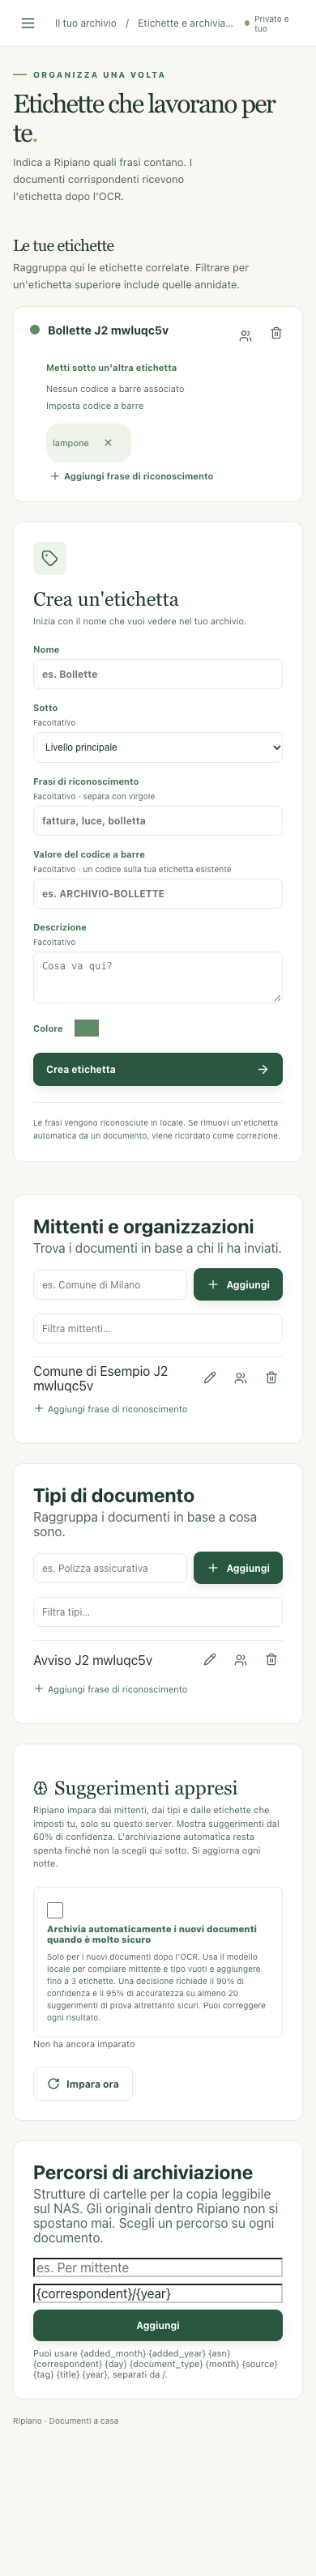 Il tuo archivio / Etichette e archivia... Privato e tuo
ORGANIZZA UNA VOLTA
Etichette che lavorano per
te.
Indica a Ripiano quali frasi contano. I
documenti corrispondenti ricevono
l'etichetta dopo l'OCR.
Le tue etichette
Raggruppa qui le etichette correlate. Filtrare per
un'etichetta superiore include quelle annidate.
Bollette J2 mwluqc5v
Metti sotto un'altra etichetta
Nessun codice a barre associato
Imposta codice a barre
lampone ×
+ Aggiungi frase di riconoscimento
Crea un'etichetta
Inizia con il nome che vuoi vedere nel tuo archivio.
Nome
es. Bollette
Sotto
Facoltativo
Livello principale
Frasi di riconoscimento
Facoltativo · separa con virgole
fattura, luce, bolletta
Valore del codice a barre
Facoltativo · un codice sulla tua etichetta esistente
es. ARCHIVIO-BOLLETTE
Descrizione
Facoltativo
Cosa va qui?
Colore
Crea etichetta →
Le frasi vengono riconosciute in locale. Se rimuovi un'etichetta
automatica da un documento, viene ricordato come correzione.
Mittenti e organizzazioni
Trova i documenti in base a chi li ha inviati.
es. Comune di Milano + Aggiungi
Filtra mittenti...
Comune di Esempio J2
mwluqc5v
+ Aggiungi frase di riconoscimento
Tipi di documento
Raggruppa i documenti in base a cosa
sono.
es. Polizza assicurativa + Aggiungi
Filtra tipi...
Avviso J2 mwluqc5v
+ Aggiungi frase di riconoscimento
Suggerimenti appresi
Ripiano impara dai mittenti, dai tipi e dalle etichette che
imposti tu, solo su questo server. Mostra suggerimenti dal
60% di confidenza. L'archiviazione automatica resta
spenta finché non la scegli qui sotto. Si aggiorna ogni
notte.
Archivia automaticamente i nuovi documenti
quando è molto sicuro
Solo per i nuovi documenti dopo l'OCR. Usa il modello
locale per compilare mittente e tipo vuoti e aggiungere
fino a 3 etichette. Una decisione richiede il 90% di
confidenza e il 95% di accuratezza su almeno 20
suggerimenti di prova altrettanto sicuri. Puoi correggere
ogni risultato.
Non ha ancora imparato
Impara ora
Percorsi di archiviazione
Strutture di cartelle per la copia leggibile
sul NAS. Gli originali dentro Ripiano non si
spostano mai. Scegli un percorso su ogni
documento.
es. Per mittente
{correspondent}/{year}
Aggiungi
Puoi usare {added_month} {added_year} {asn}
{correspondent} {day} {document_type} {month} {source}
{tag} {title} {year}, separati da /.
Ripiano · Documenti a casa